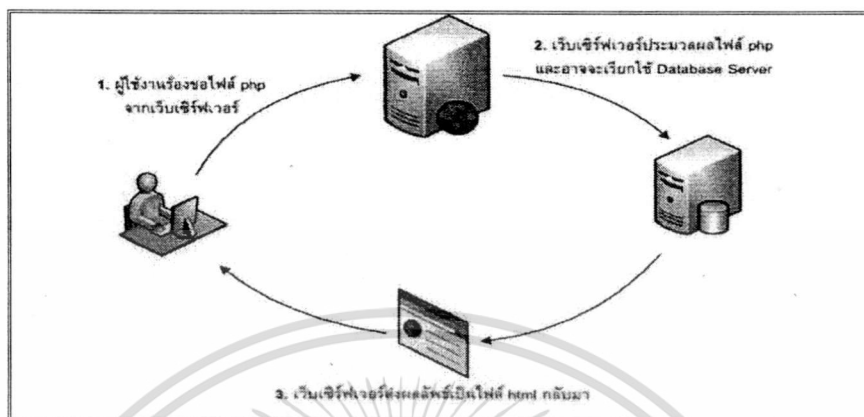 1. ผู้ใช้งานร้องขอไฟล์ php
จากเว็บเซิร์ฟเวอร์
2. เว็บเซิร์ฟเวอร์ประมวลผลไฟล์ php
และอาจจะเรียกใช้ Database Server
3. เว็บเซิร์ฟเวอร์ส่งผลลัพธ์เป็นไฟล์ html กลับมา